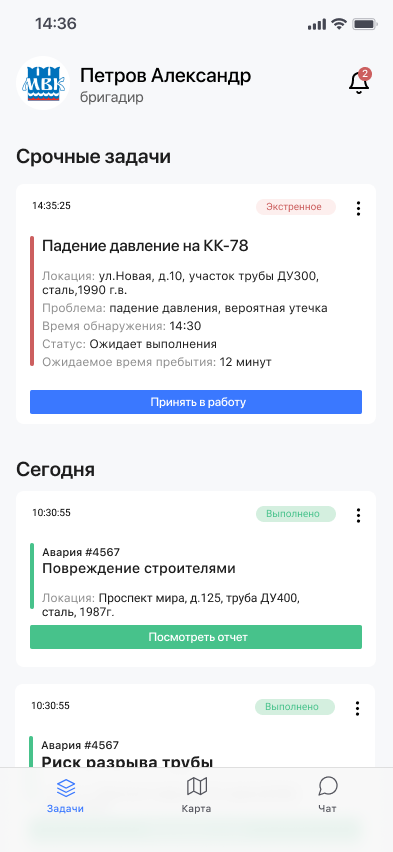 14:36
МВК
Петров Александр
бригадир
2
Срочные задачи
14:35:25
Экстренное
Падение давление на КК-78
Локация: ул.Новая, д.10, участок трубы ДУ300,
сталь,1990 г.в.
Проблема: падение давления, вероятная утечка
Время обнаружения: 14:30
Статус: Ожидает выполнения
Ожидаемое время пребытия: 12 минут
Принять в работу
Сегодня
10:30:55
Выполнено
Авария #4567
Повреждение строителями
Локация: Проспект мира, д.125, труба ДУ400,
сталь, 1987г.
Посмотреть отчет
10:30:55
Выполнено
Авария #4567
Риск разрыва трубы
Задачи
Карта
Чат